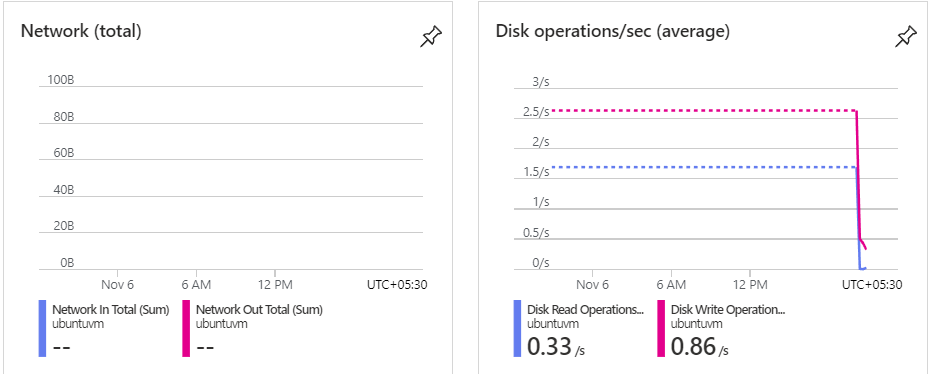 Network (total)
100B
80B
60B
40B
20B
0B
Nov 6 6 AM 12 PM UTC+05:30
Network In Total (Sum)
ubuntuvm
--
Network Out Total (Sum)
ubuntuvm
--
Disk operations/sec (average)
3/s
2.5/s
2/s
1.5/s
1/s
0.5/s
0/s
Nov 6 6 AM 12 PM UTC+05:30
Disk Read Operations...
ubuntuvm
0.33 /s
Disk Write Operation...
ubuntuvm
0.86 /s